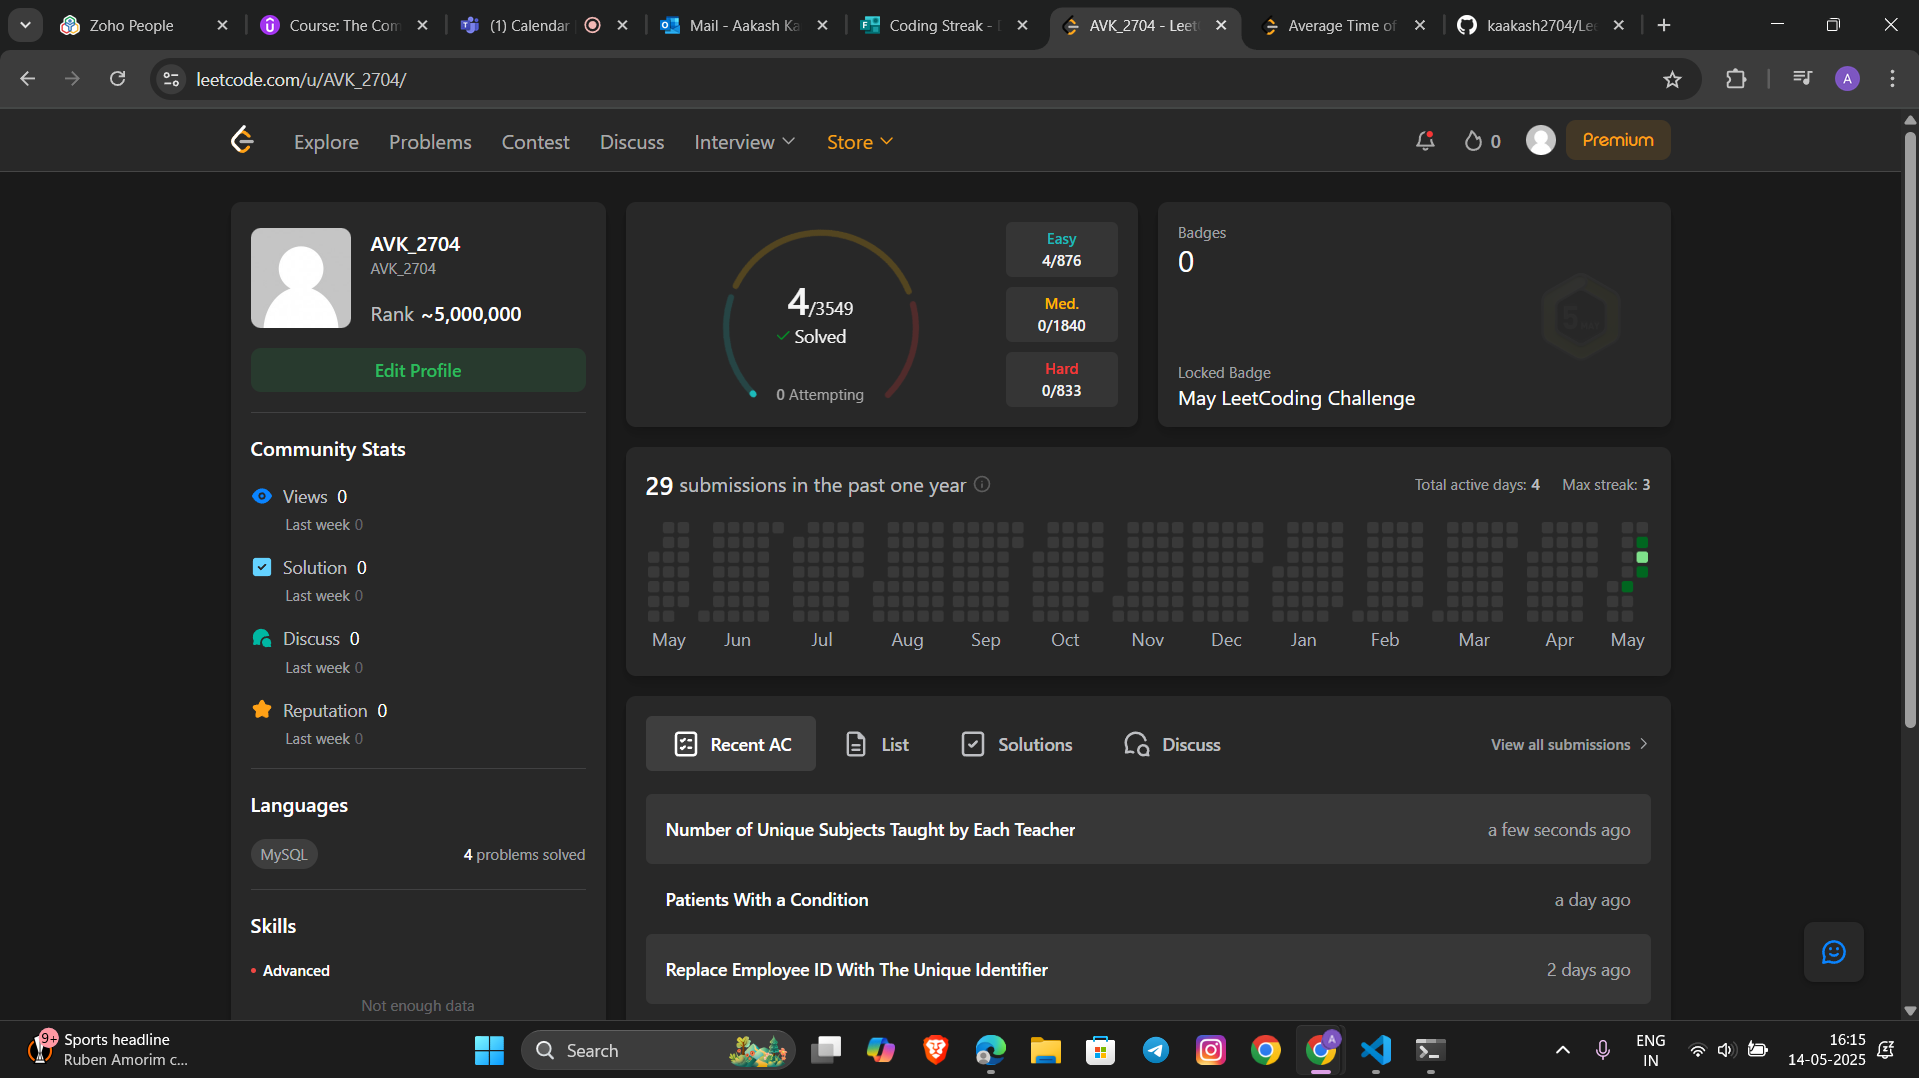 Zoho People
Course: The Com
(1) Calendar
Mail - Aakash Ka
Coding Streak -
AVK_2704 - Leet
Average Time of
kaakash2704/Lee
leetcode.com/u/AVK_2704/
A
Explore
Problems
Contest
Discuss
Interview
Store
0
Premium
AVK_2704
AVK_2704
Rank ~5,000,000
Edit Profile
Community Stats
Views 0
Last week 0
Solution 0
Last week 0
Discuss 0
Last week 0
Reputation 0
Last week 0
Languages
MySQL
4 problems solved
Skills
Advanced
Not enough data
4/3549
Solved
0 Attempting
Easy
4/876
Med.
0/1840
Hard
0/833
Badges
0
Locked Badge
May LeetCoding Challenge
29 submissions in the past one year
Total active days: 4 Max streak: 3
May Jun Jul Aug Sep Oct Nov Dec Jan Feb Mar Apr May
Recent AC
List
Solutions
Discuss
View all submissions
Number of Unique Subjects Taught by Each Teacher
a few seconds ago
Patients With a Condition
a day ago
Replace Employee ID With The Unique Identifier
2 days ago
9+
Sports headline
Ruben Amorim c...
Search
A
ENG
IN
16:15
14-05-2025